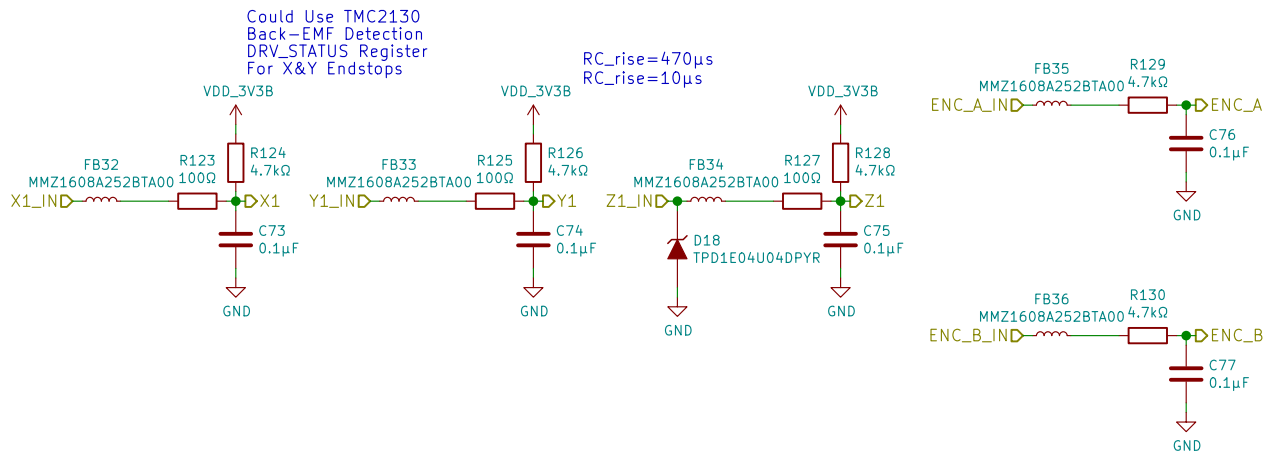 Could Use TMC2130
Back-EMF Detection
DRV_STATUS Register
For X&Y Endstops
RC_rise=470µs
RC_rise=10µs
VDD_3V3B
R124
4.7kΩ
FB32
MMZ1608A252BTA00
R123
100Ω
X1_IN
X1
C73
0.1µF
GND
VDD_3V3B
R126
4.7kΩ
FB33
MMZ1608A252BTA00
R125
100Ω
Y1_IN
Y1
C74
0.1µF
GND
VDD_3V3B
R128
4.7kΩ
FB34
MMZ1608A252BTA00
R127
100Ω
Z1_IN
Z1
D18
TPD1E04U04DPYR
GND
C75
0.1µF
GND
FB35
MMZ1608A252BTA00
R129
4.7kΩ
ENC_A_IN
ENC_A
C76
0.1µF
GND
FB36
MMZ1608A252BTA00
R130
4.7kΩ
ENC_B_IN
ENC_B
C77
0.1µF
GND